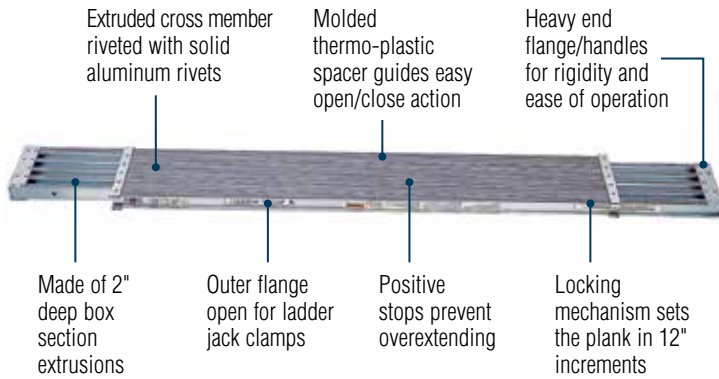 Extruded cross member
riveted with solid
aluminum rivets
Molded
thermo-plastic
spacer guides easy
open/close action
Heavy end
flange/handles
for rigidity and
ease of operation
Made of 2"
deep box
section
extrusions
Outer flange
open for ladder
jack clamps
Positive
stops prevent
overextending
Locking
mechanism sets
the plank in 12"
increments